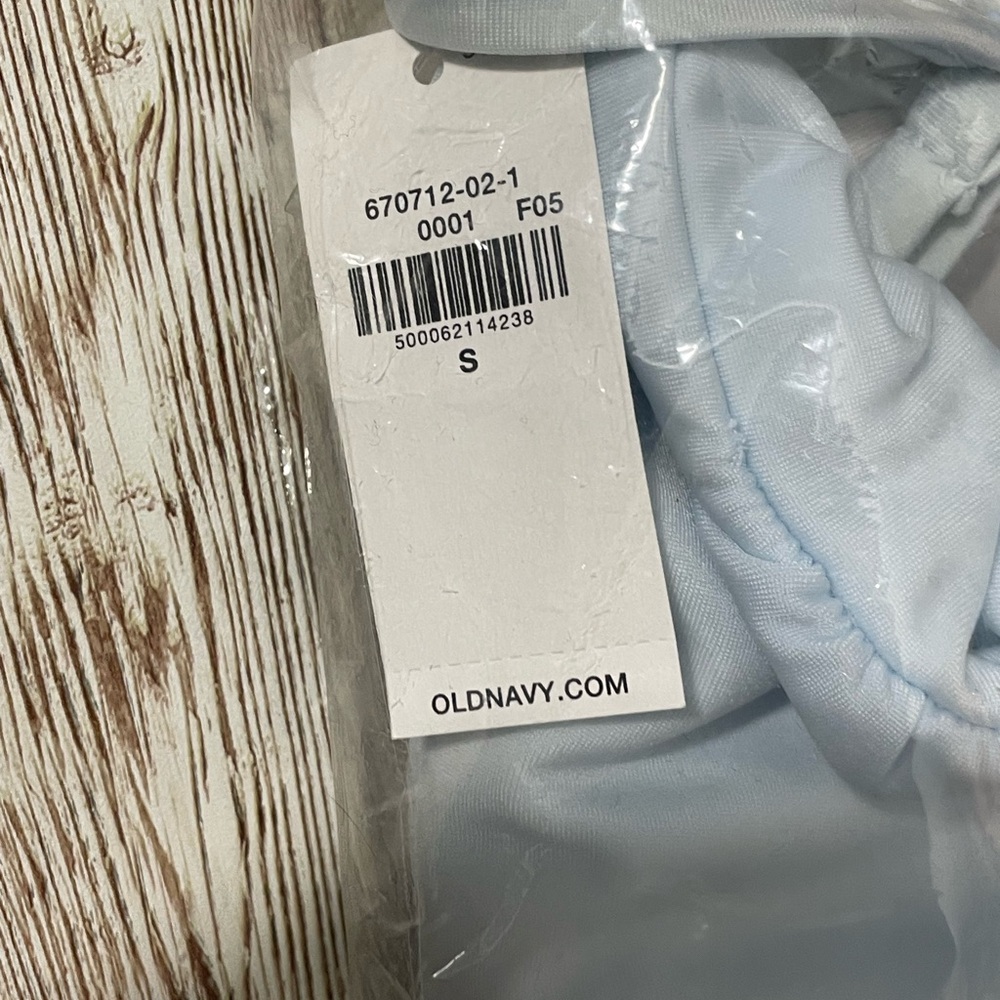 670712-02-1
0001 F05
500062114238
S
OLDNAVY.COM